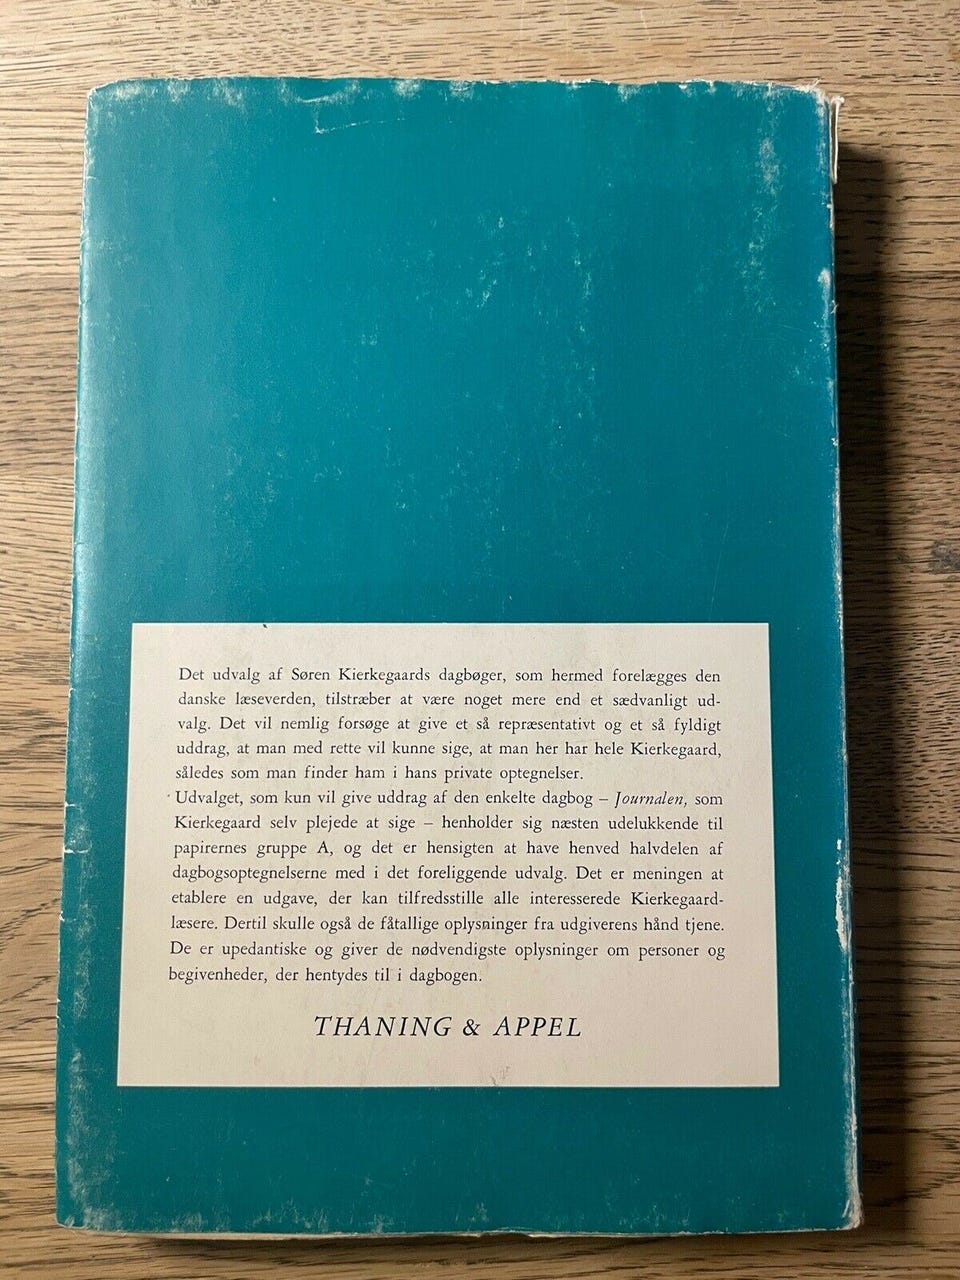 Det udvalg af Søren Kierkegaards dagbøger, som hermed forelægges den
danske læseverden, tilstræber at være noget mere end et sædvanligt ud-
valg. Det vil nemlig forsøge at give et så repræsentativt og et så fyldigt
uddrag, at man med rette vil kunne sige, at man her har hele Kierkegaard,
således som man finder ham i hans private optegnelser.
Udvalget, som kun vil give uddrag af den enkelte dagbog – Journalen, som
Kierkegaard selv plejede at sige – henholder sig næsten udelukkende til
papirernes gruppe A, og det er hensigten at have henved halvdelen af
dagbogsoptegnelserne med i det foreliggende udvalg. Det er meningen at
etablere en udgave, der kan tilfredsstille alle interesserede Kierkegaard-
læsere. Dertil skulle også de fåtallige oplysninger fra udgiverens hånd tjene.
De er upedantiske og giver de nødvendigste oplysninger om personer og
begivenheder, der hentydes til i dagbogen.
THANING & APPEL